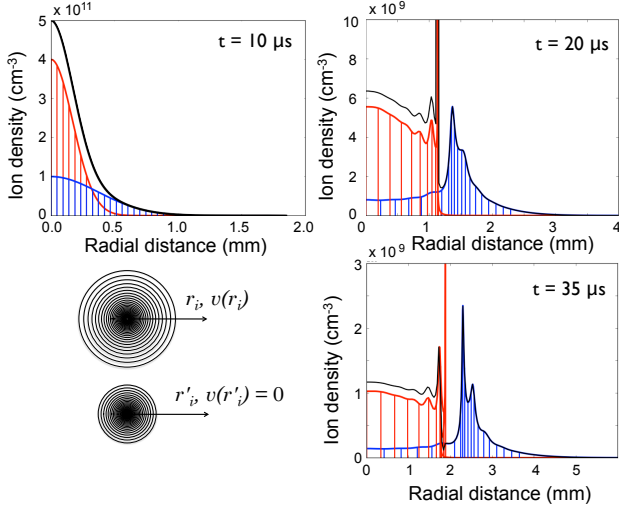 x 10¹¹
5
4
3
2
1
0
0.0 0.5 1.0 1.5 2.0
Ion density (cm⁻³)
Radial distance (mm)
t = 10 µs
x 10⁹
10
8
6
4
2
0
0 1 2 3 4
Ion density (cm⁻³)
Radial distance (mm)
t = 20 µs
rᵢ, v(rᵢ)
r′ᵢ, v(r′ᵢ) = 0
x 10⁹
3
2
1
0
0 1 2 3 4 5
Ion density (cm⁻³)
Radial distance (mm)
t = 35 µs